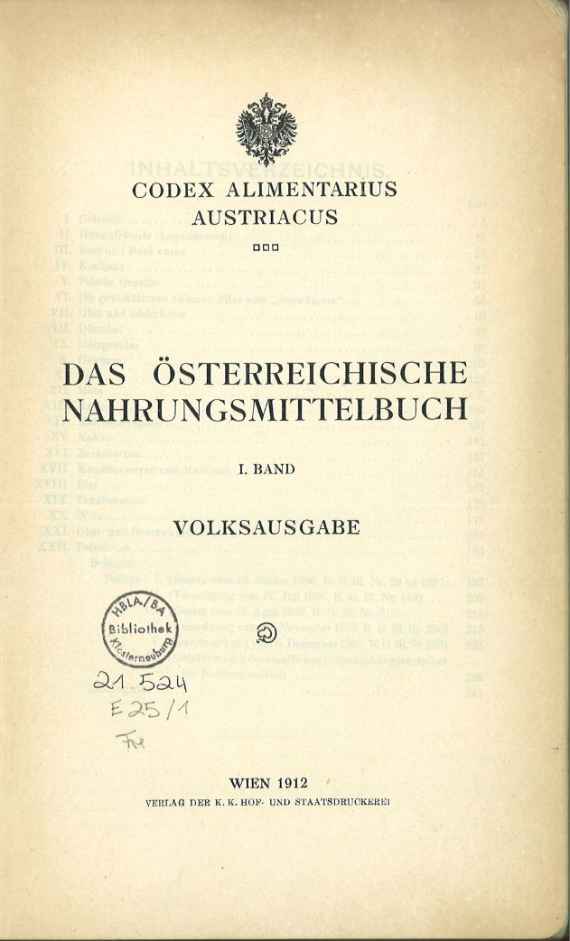 CODEX ALIMENTARIUS
AUSTRIACUS
DAS ÖSTERREICHISCHE
NAHRUNGSMITTELBUCH
I. BAND
VOLKSAUSGABE
HBLA/BA
Bibliothek
Klosterneuburg
21.524
E 25/1
WIEN 1912
VERLAG DER K. K. HOF- UND STAATSDRUCKEREI